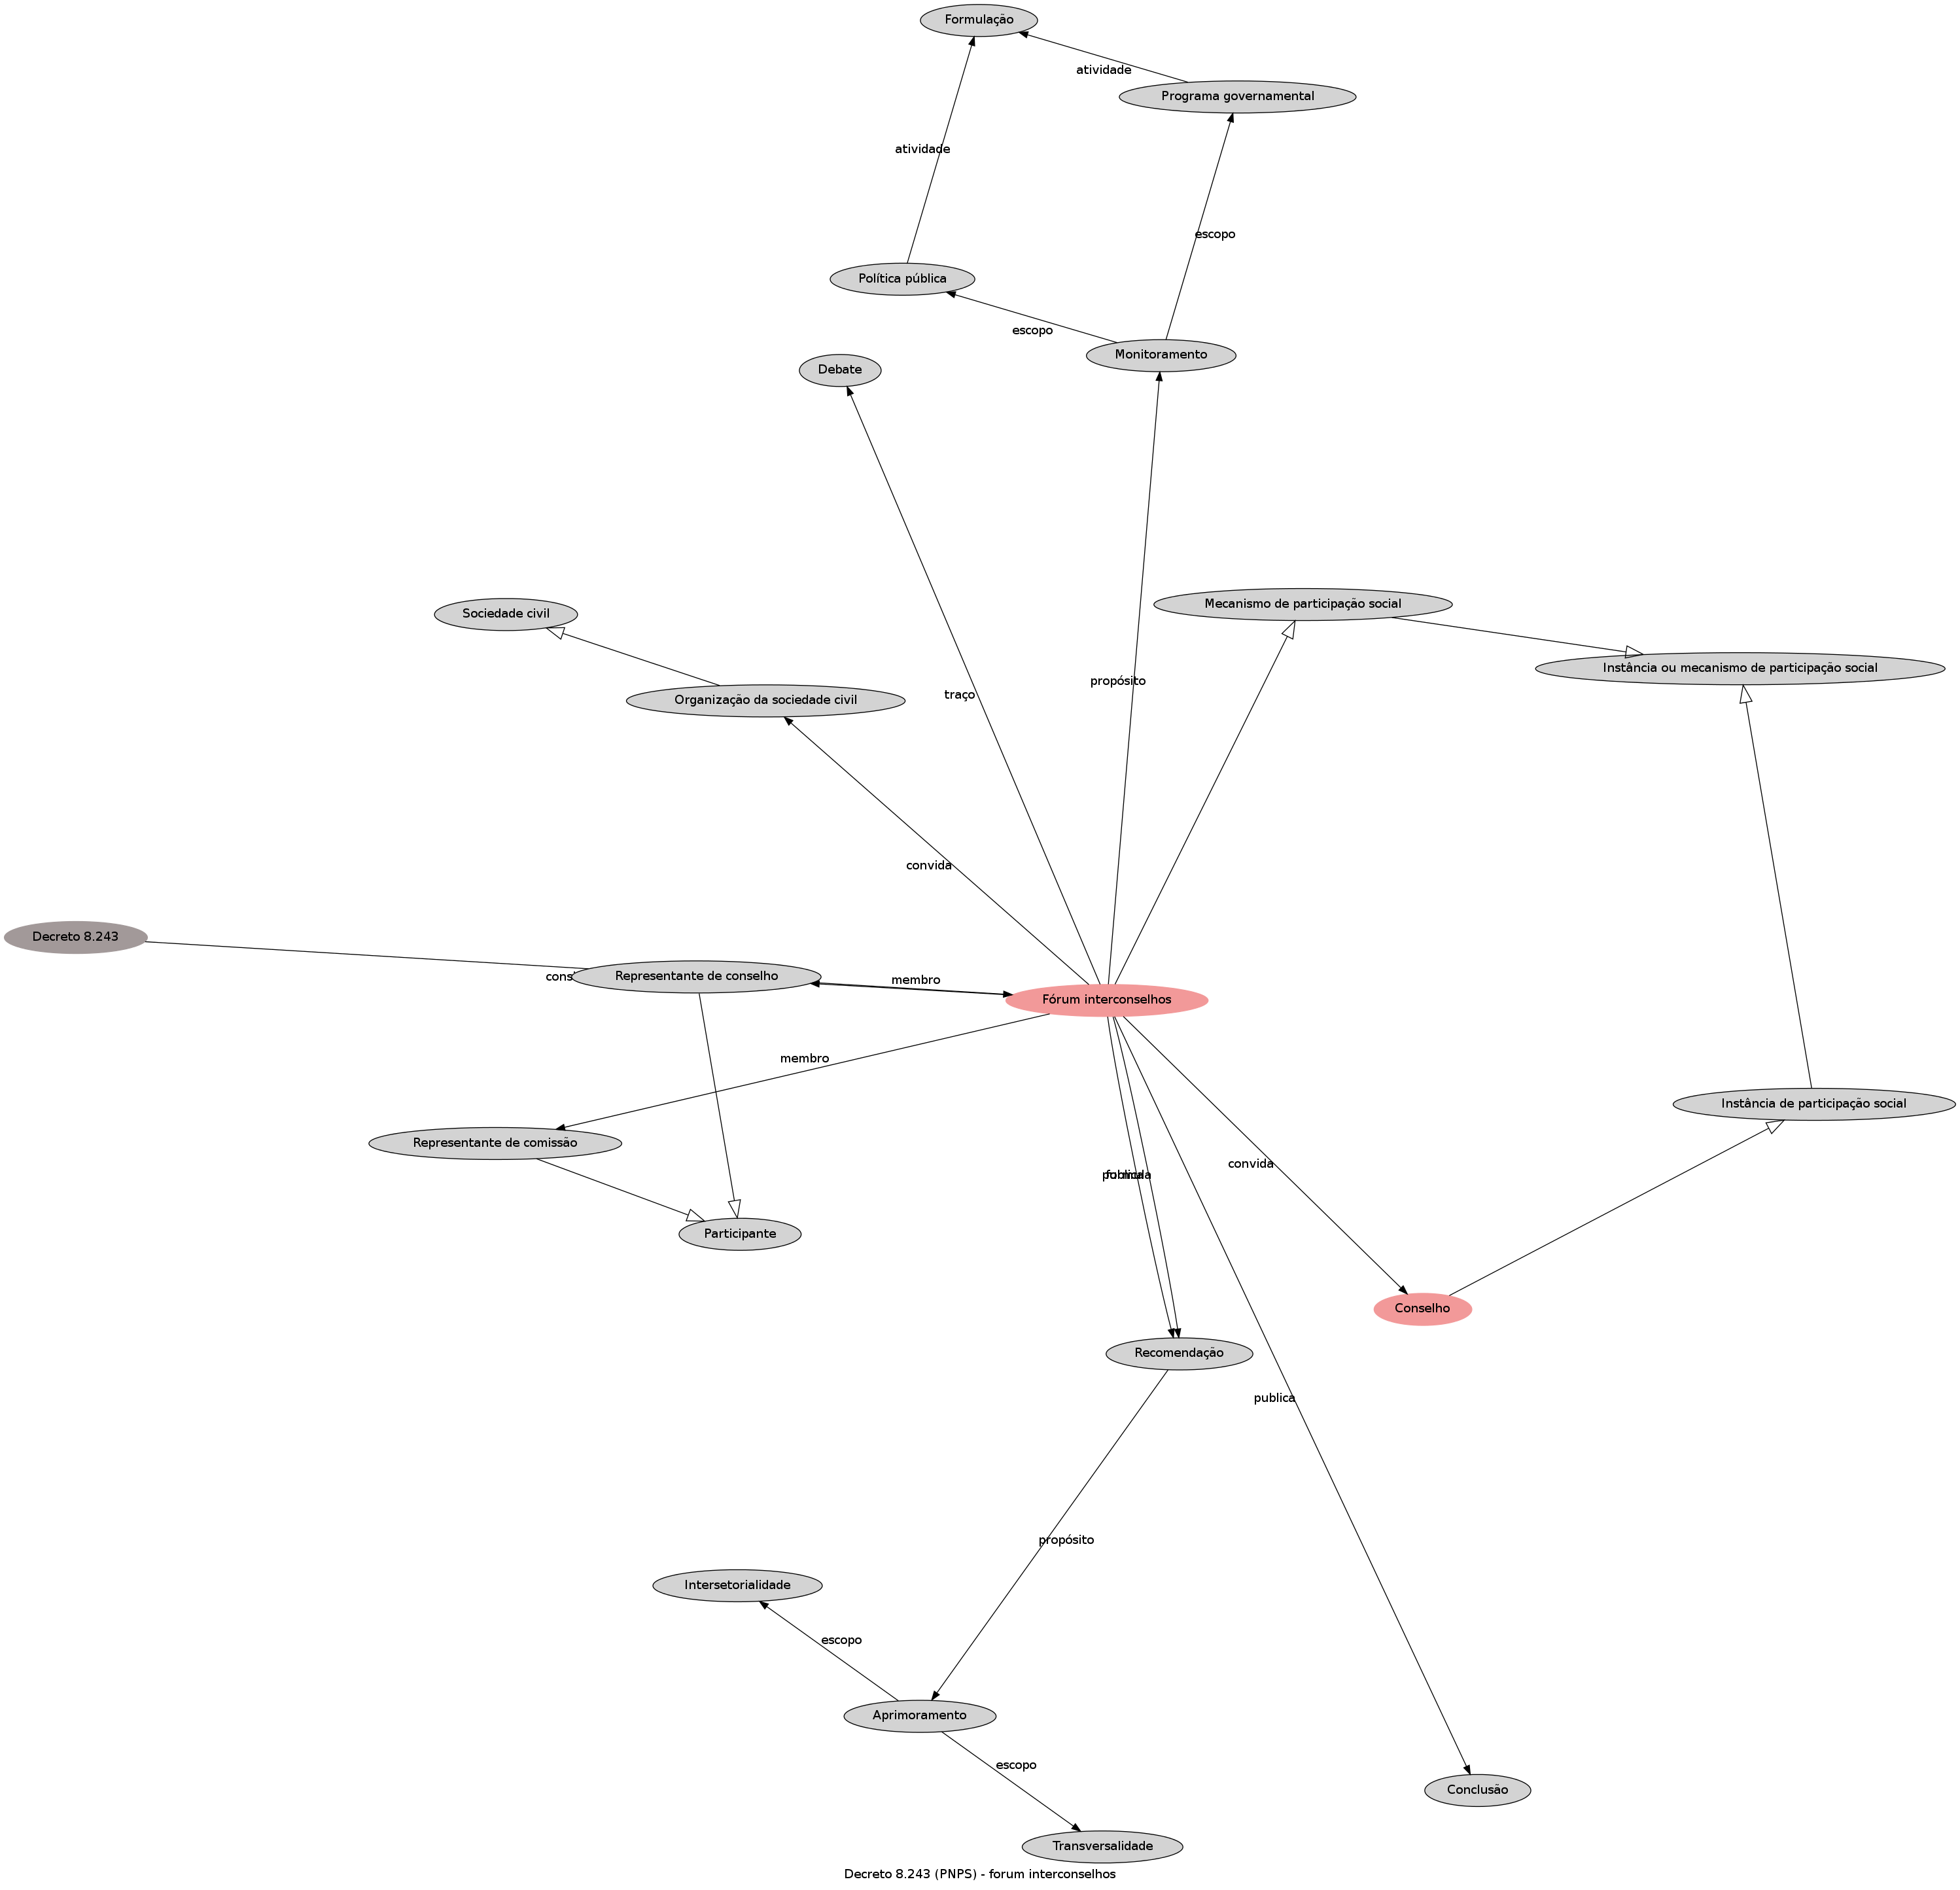 Formulação
atividade
Programa governamental
atividade
escopo
Política pública
escopo
Monitoramento
Debate
Mecanismo de participação social
Sociedade civil
Instância ou mecanismo de participação social
propósito
traço
Organização da sociedade civil
convida
Decreto 8.243
Representante de conselho
membro
Fórum interconselhos
membro
Instância de participação social
Representante de comissão
convida
Participante
Conselho
Recomendação
publica
propósito
Intersetorialidade
escopo
Aprimoramento
escopo
Conclusão
Transversalidade
Decreto 8.243 (PNPS) - forum interconselhos